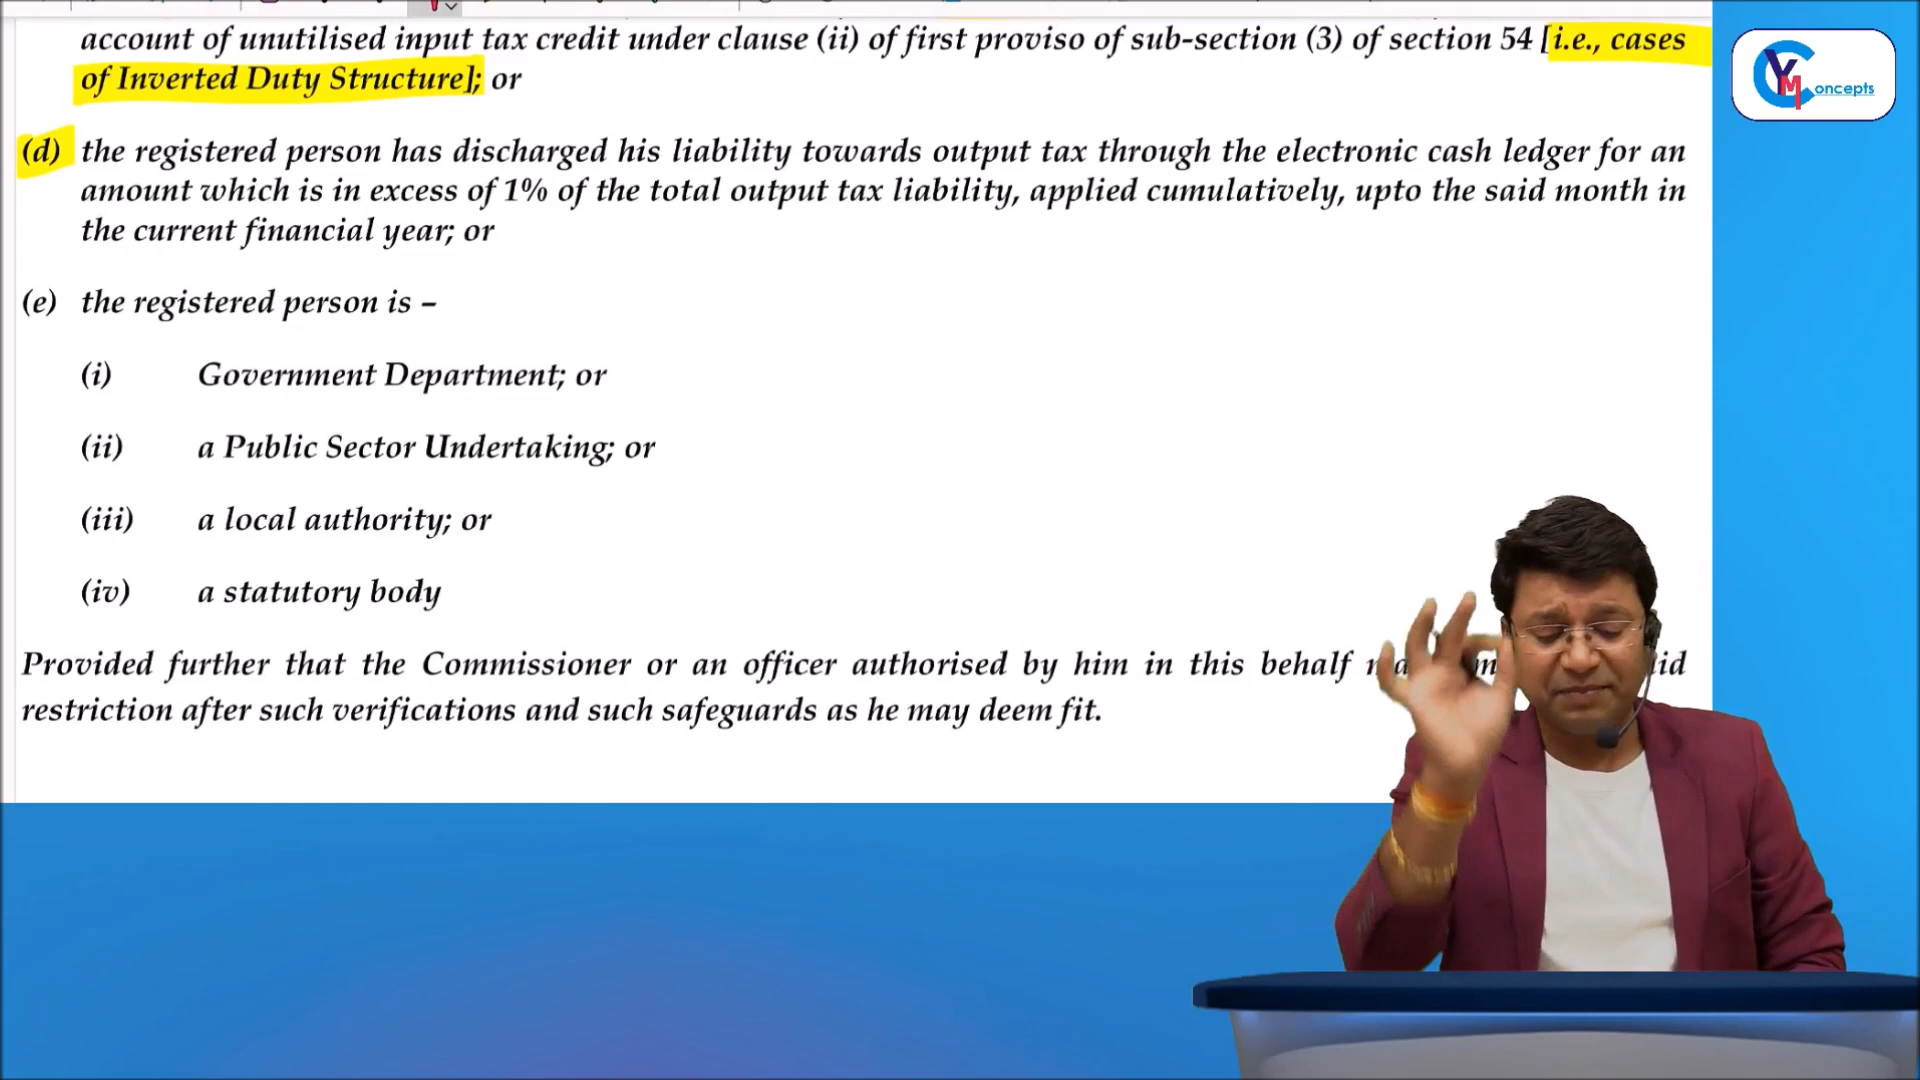 account of unutilised input tax credit under clause (ii) of first proviso of sub-section (3) of section 54 [i.e., cases
of Inverted Duty Structure]; or
(d) the registered person has discharged his liability towards output tax through the electronic cash ledger for an
amount which is in excess of 1% of the total output tax liability, applied cumulatively, upto the said month in
the current financial year; or
(e) the registered person is –
(i) Government Department; or
(ii) a Public Sector Undertaking; or
(iii) a local authority; or
(iv) a statutory body
Provided further that the Commissioner or an officer authorised by him in this behalf
restriction after such verifications and such safeguards as he may deem fit.
YM Concepts